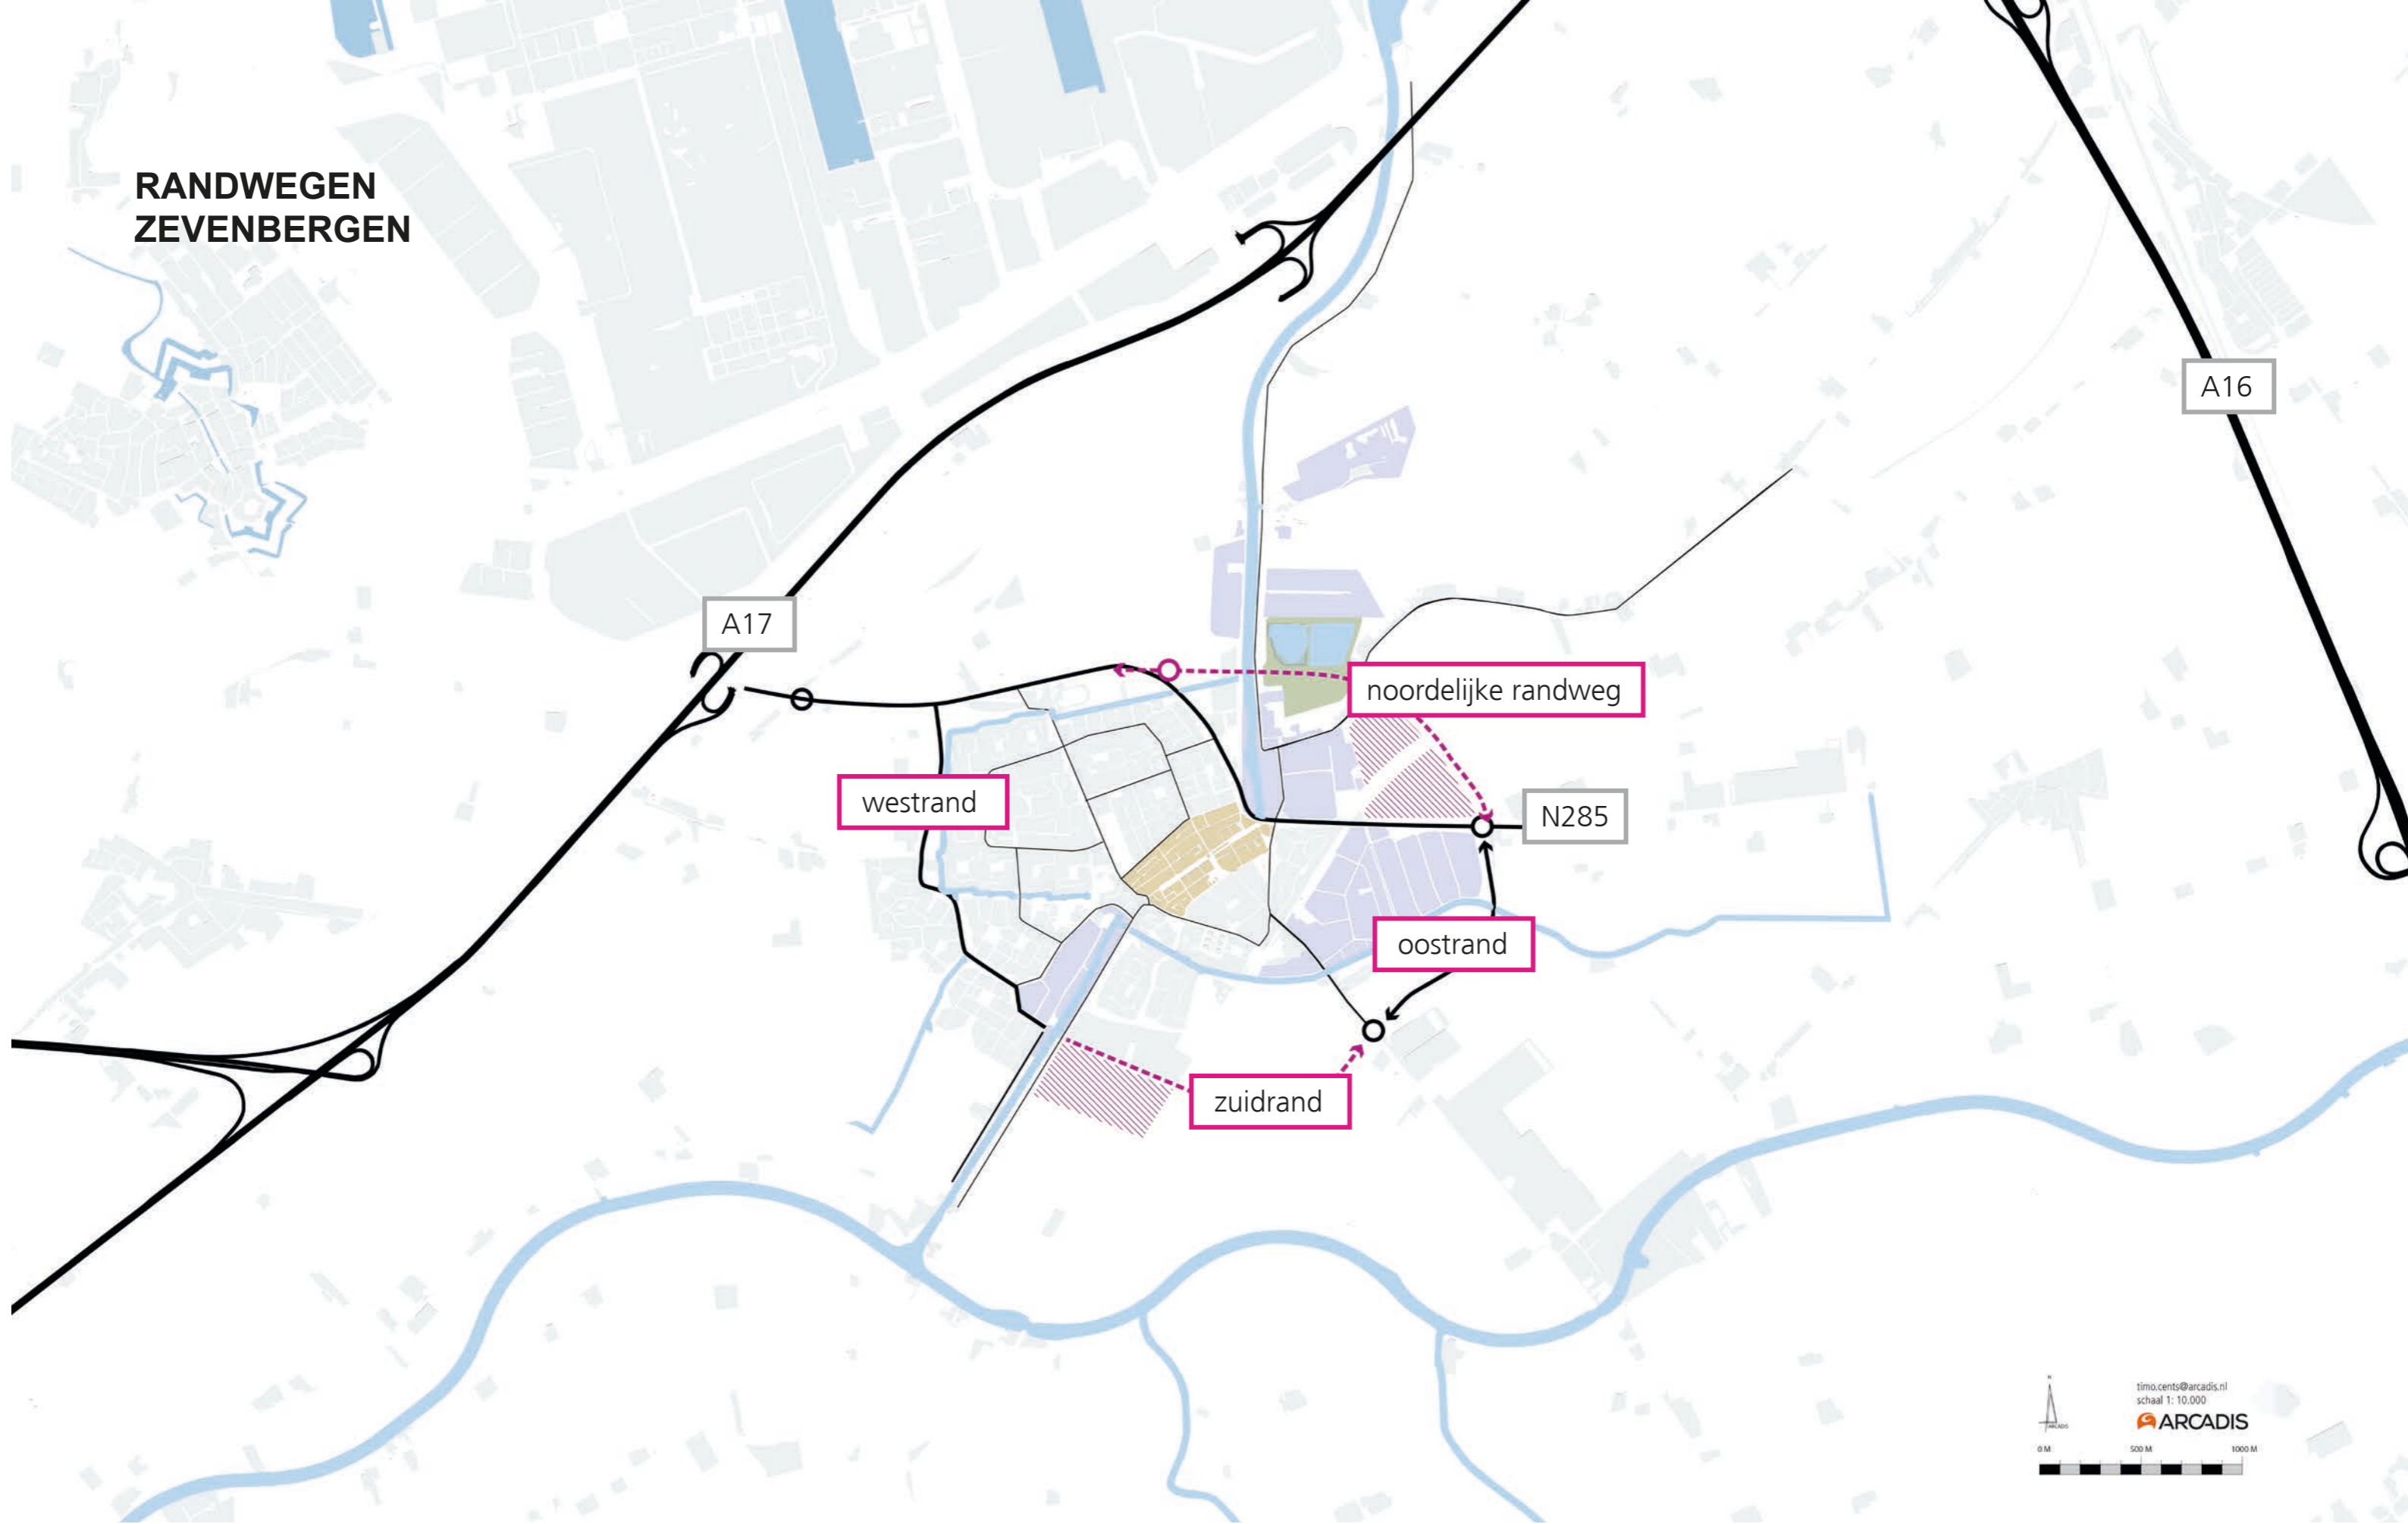 RANDWEGEN
ZEVENBERGEN
A16
A17
noordelijke randweg
westrand
N285
oostrand
zuidrand
N
ARCADIS
timo.cents@arcadis.nl
schaal 1: 10.000
ARCADIS
0 M 500 M 1000 M